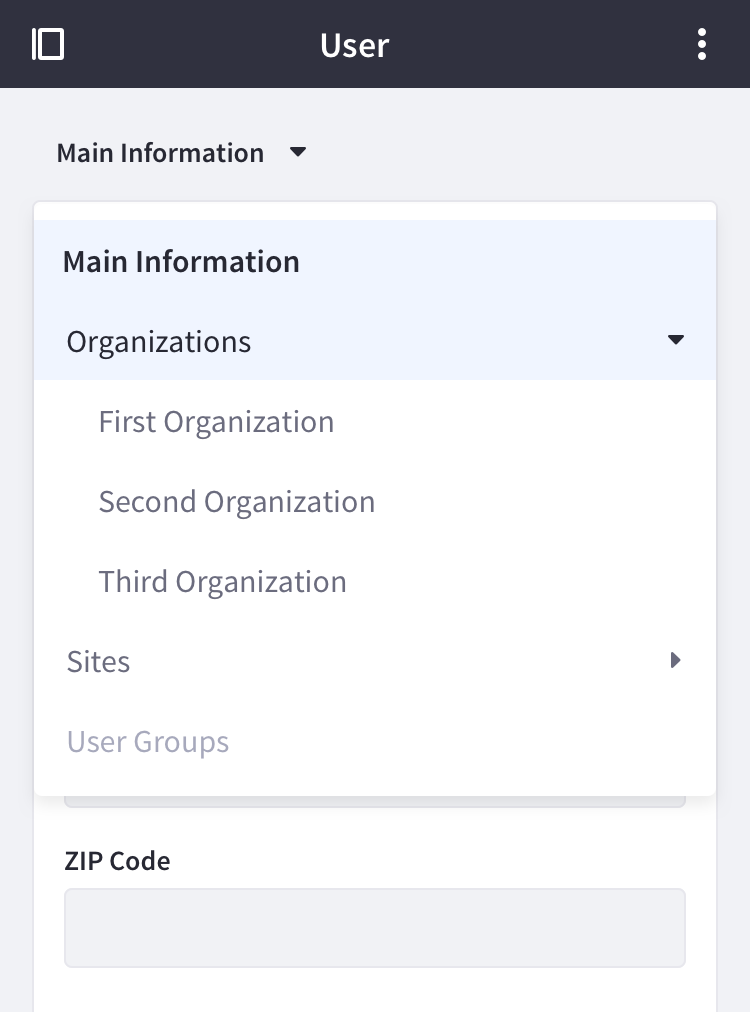 User
Main Information
Main Information
Organizations
First Organization
Second Organization
Third Organization
Sites
User Groups
ZIP Code